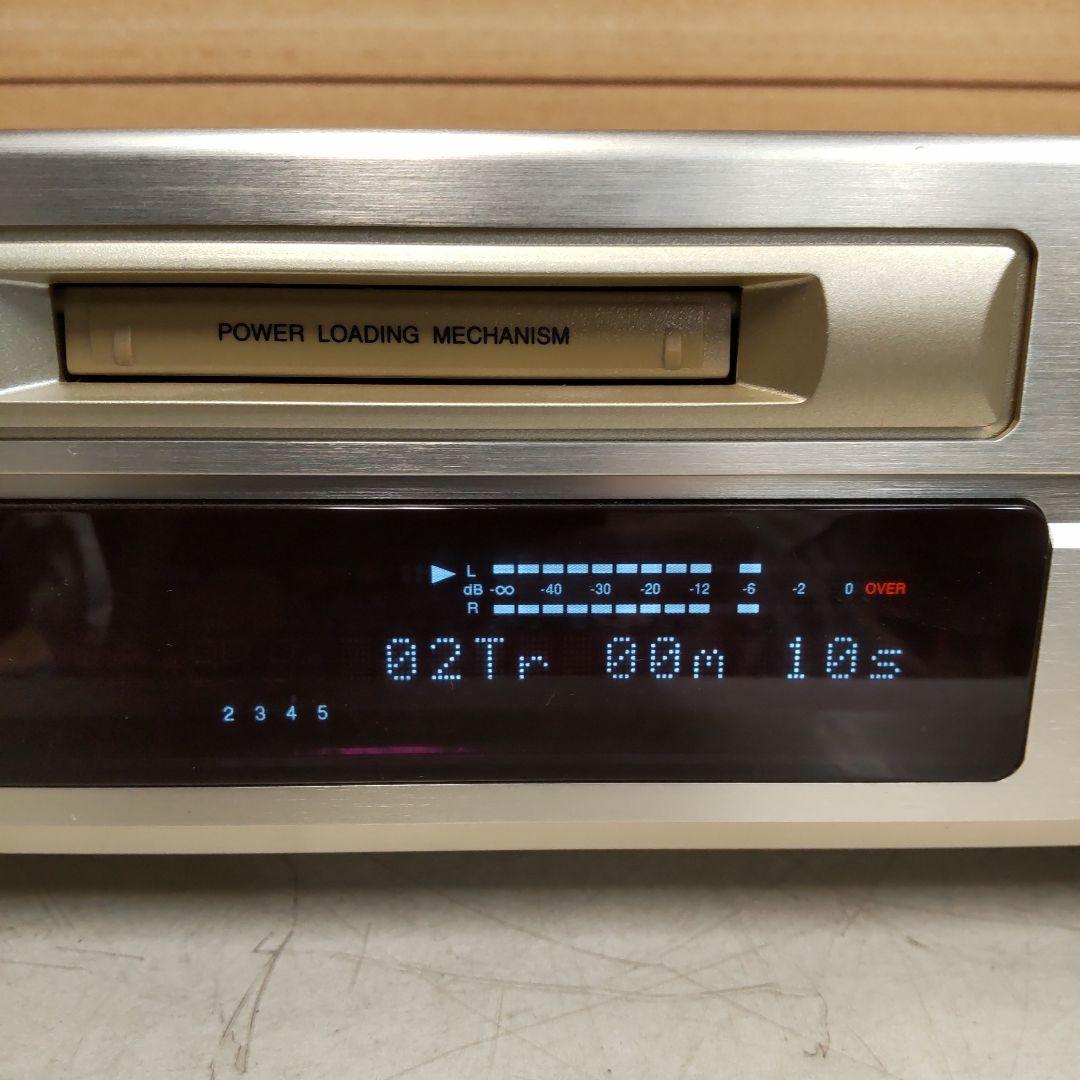 POWER LOADING MECHANISM
L
dB -∞ -40 -30 -20 -12 -6 -2 0 OVER
R
02Tr 00m 10s
2 3 4 5